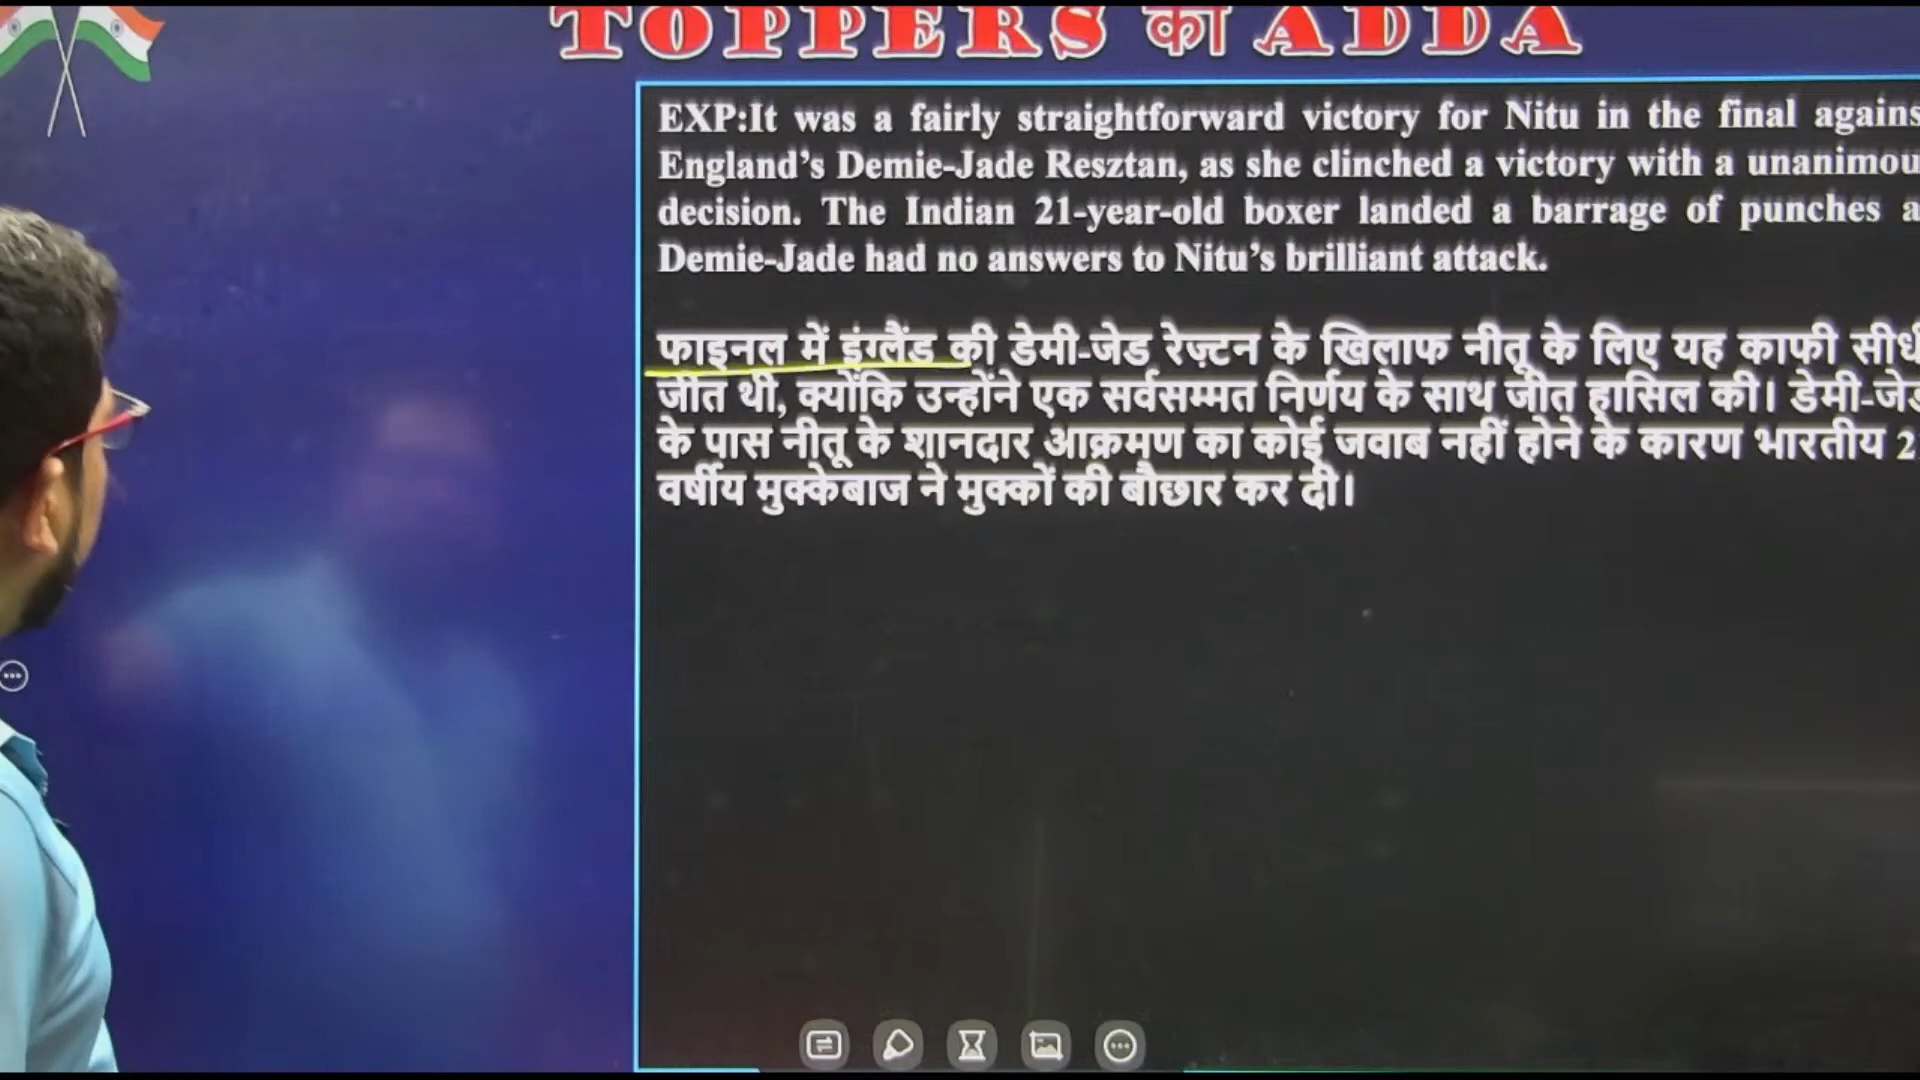 TOPPERS का ADDA
EXP:It was a fairly straightforward victory for Nitu in the final agains
England’s Demie-Jade Resztan, as she clinched a victory with a unanimou
decision. The Indian 21-year-old boxer landed a barrage of punches a
Demie-Jade had no answers to Nitu’s brilliant attack.
फाइनल में इंग्लैंड की डेमी-जेड रेज़्टन के खिलाफ नीतू के लिए यह काफी सीधी
जीत थी, क्योंकि उन्होंने एक सर्वसम्मत निर्णय के साथ जीत हासिल की। डेमी-जेड
के पास नीतू के शानदार आक्रमण का कोई जवाब नहीं होने के कारण भारतीय 2
वर्षीय मुक्केबाज ने मुक्कों की बौछार कर दी।